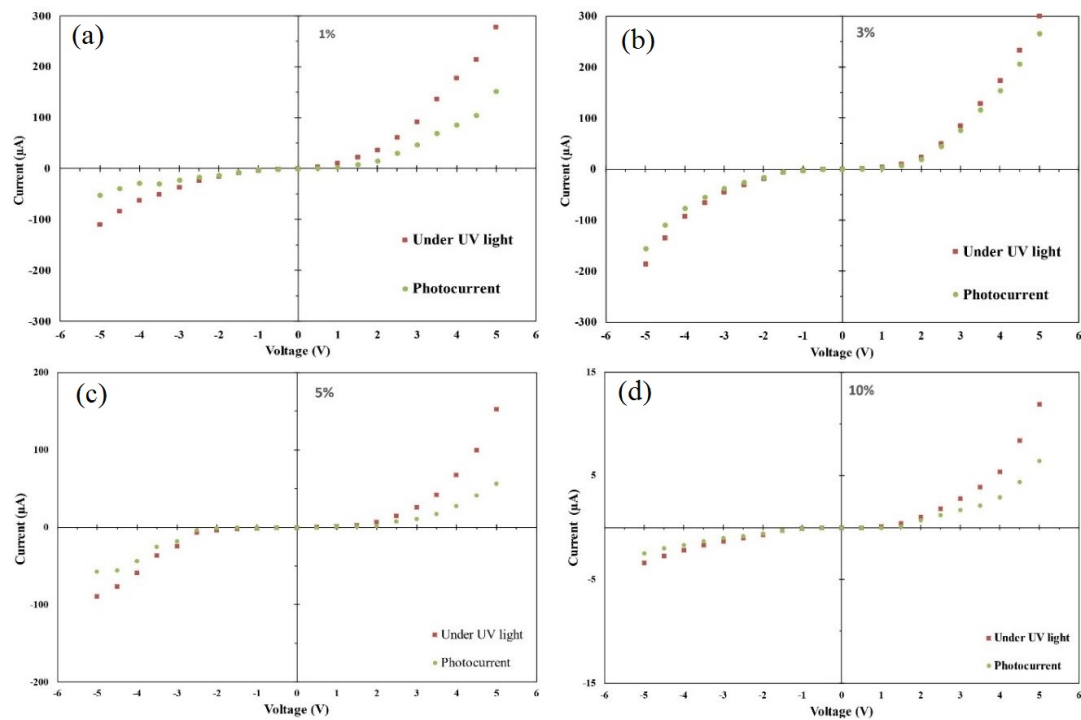 (a)
1%
300
200
100
0
-100
-200
-300
-6 -5 -4 -3 -2 -1 0 1 2 3 4 5 6
Current (µA)
Voltage (V)
Under UV light
Photocurrent
(b)
3%
300
200
100
0
-100
-200
-300
-6 -5 -4 -3 -2 -1 0 1 2 3 4 5 6
Current (µA)
Voltage (V)
Under UV light
Photocurrent
(c)
5%
200
100
0
-100
-200
-6 -5 -4 -3 -2 -1 0 1 2 3 4 5 6
Current (µA)
Voltage (V)
Under UV light
Photocurrent
(d)
10%
15
5
-5
-15
-6 -5 -4 -3 -2 -1 0 1 2 3 4 5 6
Current (µA)
Voltage (V)
Under UV light
Photocurrent